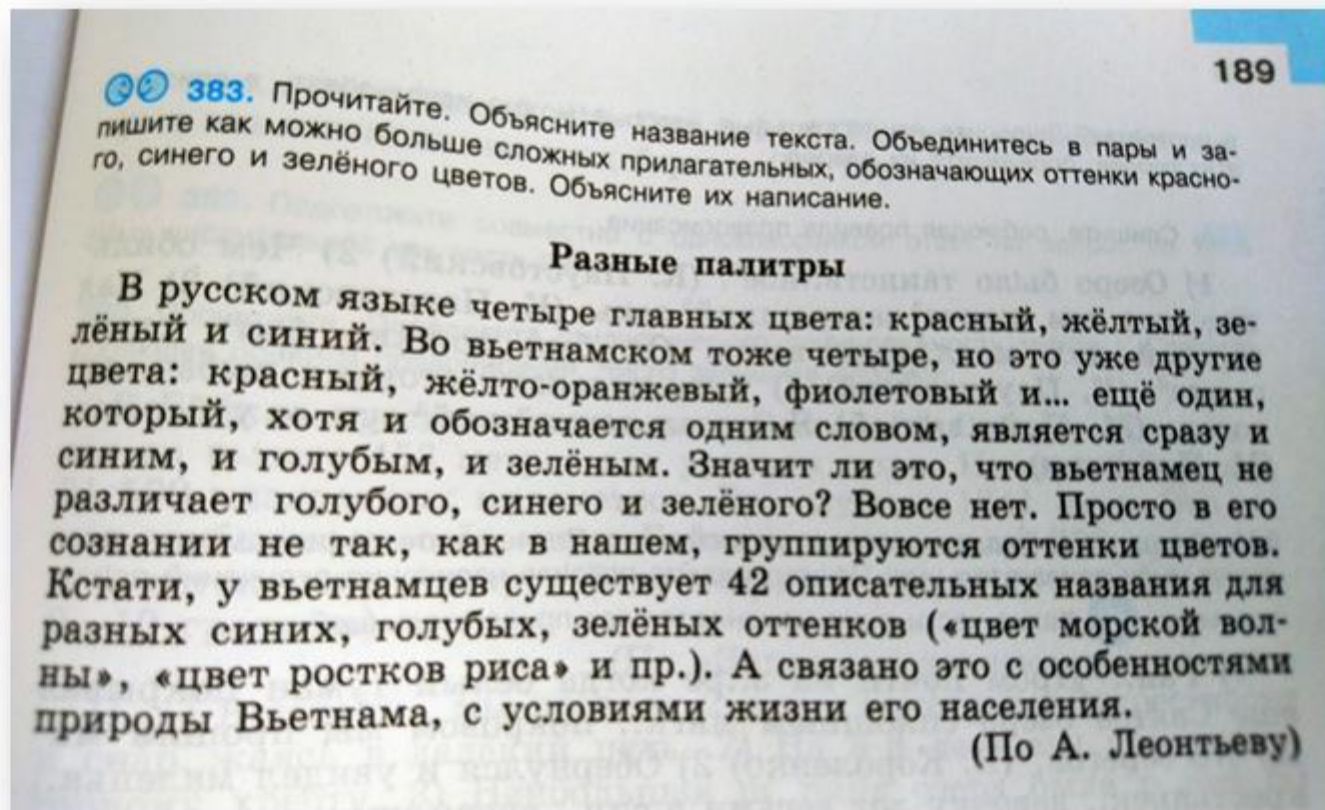 189
383. Прочитайте. Объясните название текста. Объединитесь в пары и за-
пишите как можно больше сложных прилагательных, обозначающих оттенки красно-
го, синего и зелёного цветов. Объясните их написание.
Разные палитры
В русском языке четыре главных цвета: красный, жёлтый, зе-
лёный и синий. Во вьетнамском тоже четыре, но это уже другие
цвета: красный, жёлто-оранжевый, фиолетовый и... ещё один,
который, хотя и обозначается одним словом, является сразу и
синим, и голубым, и зелёным. Значит ли это, что вьетнамец не
различает голубого, синего и зелёного? Вовсе нет. Просто в его
сознании не так, как в нашем, группируются оттенки цветов.
Кстати, у вьетнамцев существует 42 описательных названия для
разных синих, голубых, зелёных оттенков («цвет морской вол-
ны», «цвет ростков риса» и пр.). А связано это с особенностями
природы Вьетнама, с условиями жизни его населения.
(По А. Леонтьеву)